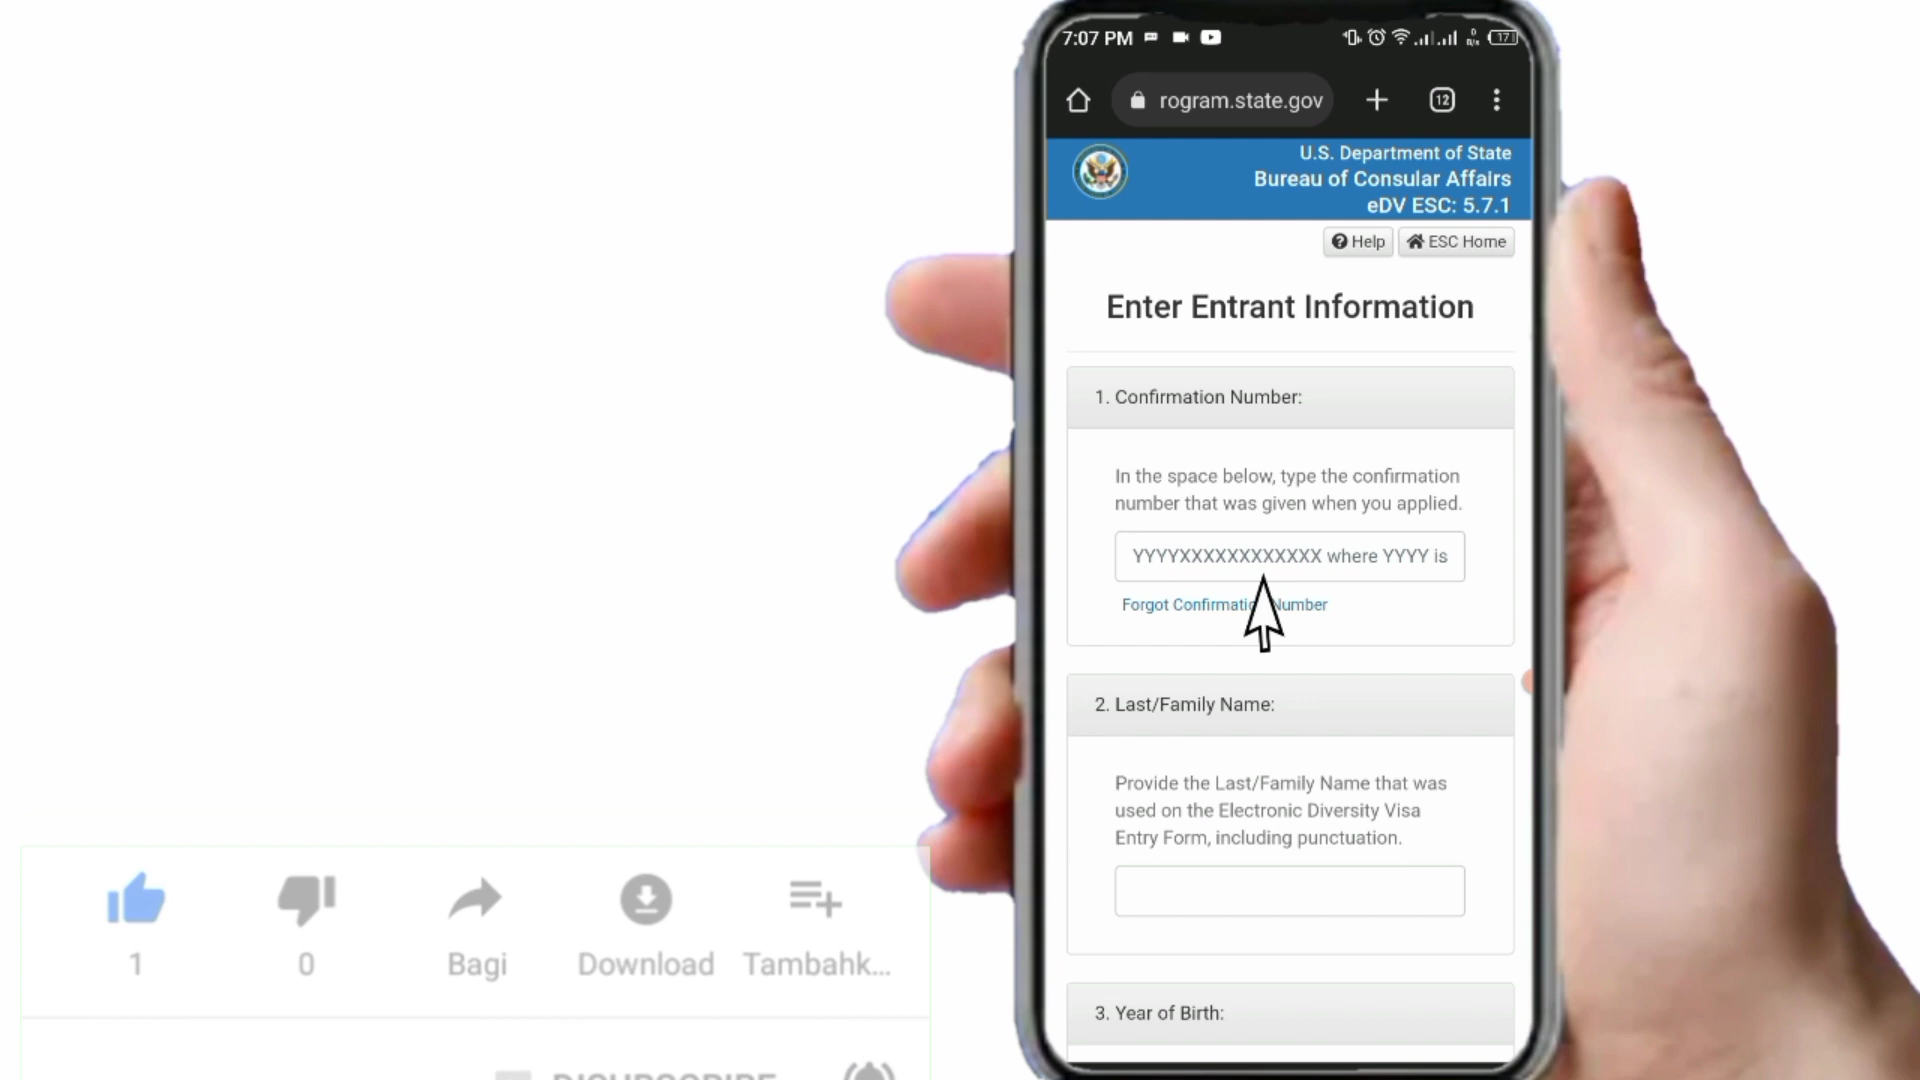 7:07 PM
17
rogram.state.gov
12
U.S. Department of State
Bureau of Consular Affairs
eDV ESC: 5.7.1
Help
ESC Home
Enter Entrant Information
1. Confirmation Number:
In the space below, type the confirmation
number that was given when you applied.
YYYYXXXXXXXXXXXX where YYYY is
Forgot Confirmation Number
2. Last/Family Name:
Provide the Last/Family Name that was
used on the Electronic Diversity Visa
Entry Form, including punctuation.
3. Year of Birth:
1
0
Bagi
Download
Tambahk...